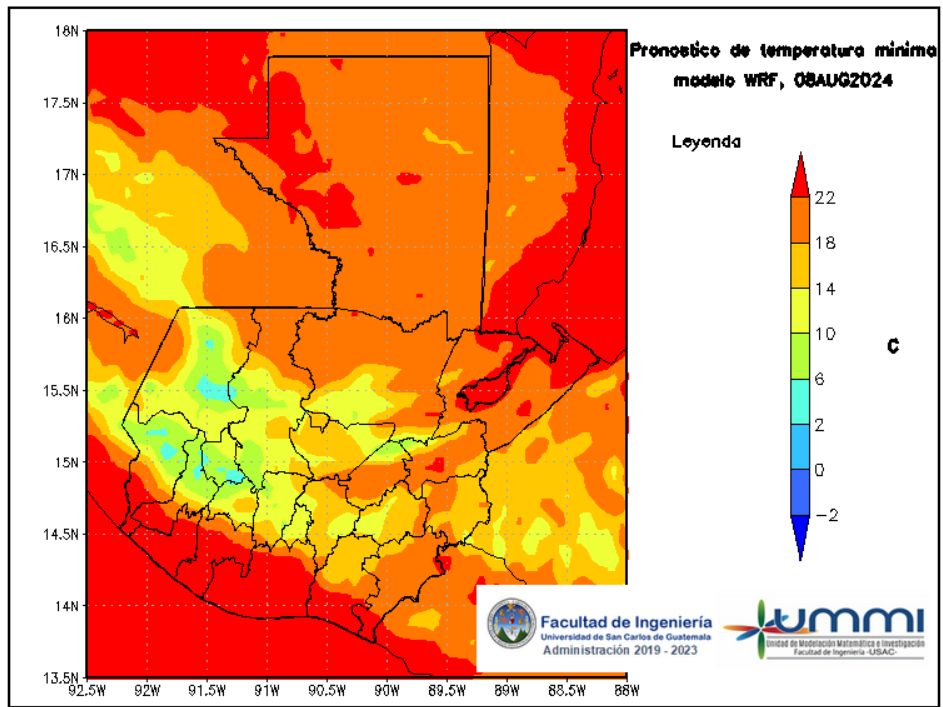 Pronostico de temperatura minima
modelo WRF, 08AUG2024
Leyenda
22
18
14
10
6
2
0
−2
C
18N
17.5N
17N
16.5N
16N
15.5N
15N
14.5N
14N
13.5N
92.5W 92W 91.5W 91W 90.5W 90W 89.5W 89W 88.5W 88W
Facultad de Ingeniería
Universidad de San Carlos de Guatemala
Administración 2019 - 2023
UMMI
Unidad de Modelación Matemática e Investigación
Facultad de Ingeniería -USAC-